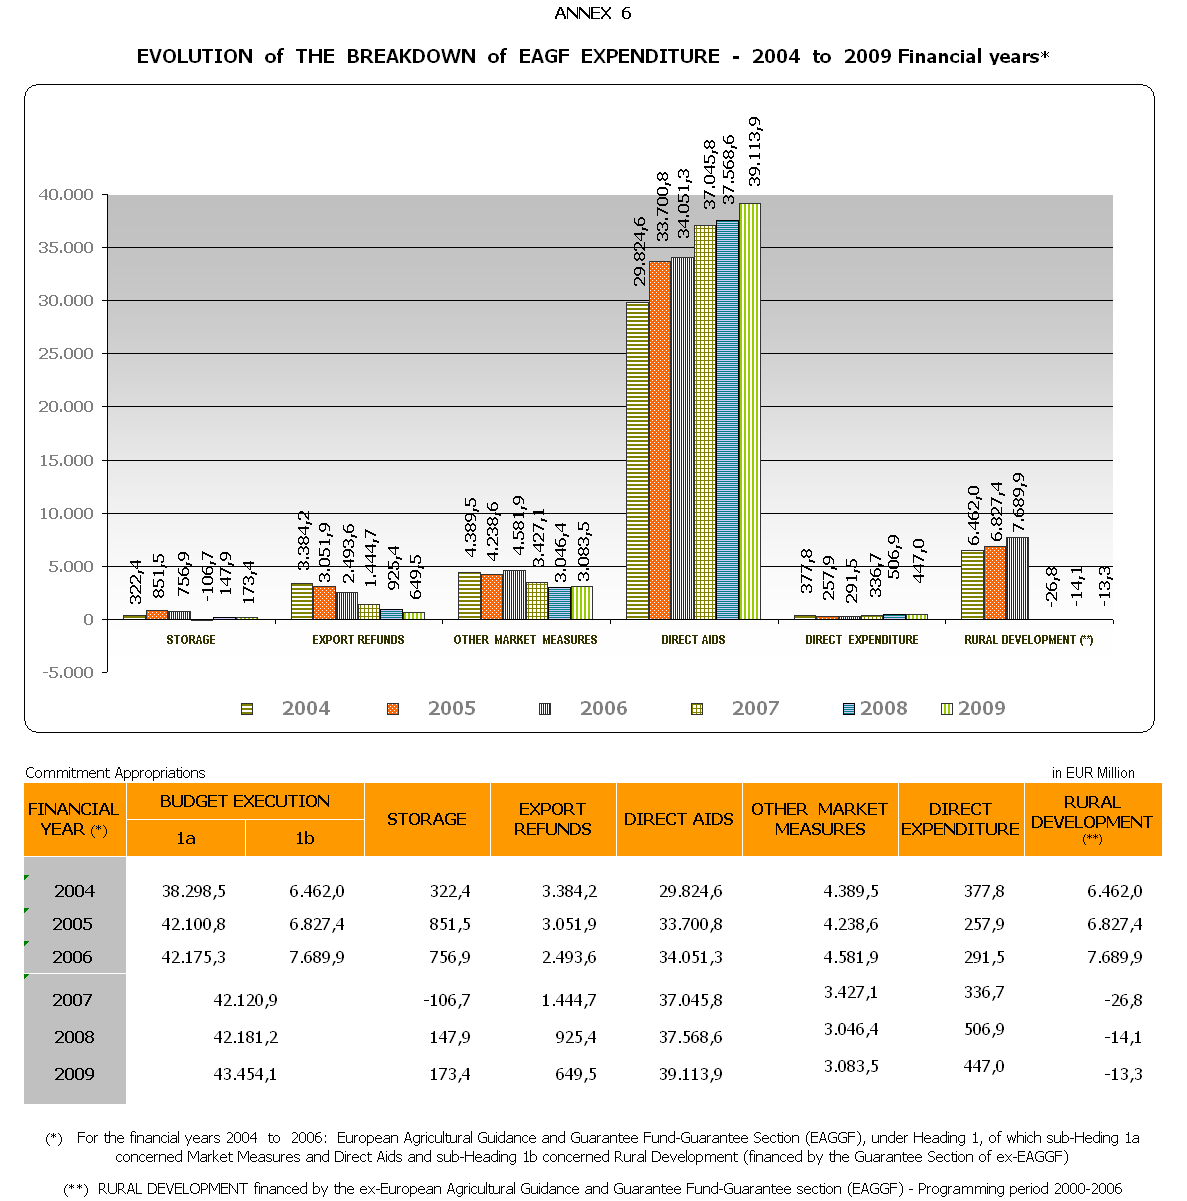 ANNEX 6
EVOLUTION of THE BREAKDOWN of EAGF EXPENDITURE - 2004 to 2009 Financial years*
40.000
35.000
30.000
25.000
20.000
15.000
10.000
5.000
0
-5.000
322,4 851,5 756,9 -106,7 147,9 173,4
3.384,2 3.051,9 2.493,6 1.444,7 925,4 649,5
4.389,5 4.238,6 4.581,9 3.427,1 3.046,4 3.083,5
29.824,6 33.700,8 34.051,3 37.045,8 37.568,6 39.113,9
377,8 257,9 291,5 336,7 506,9 447,0
6.462,0 6.827,4 7.689,9 -26,8 -14,1 -13,3
STORAGE EXPORT REFUNDS OTHER MARKET MEASURES DIRECT AIDS DIRECT EXPENDITURE RURAL DEVELOPMENT (**)
2004 2005 2006 2007 2008 2009
Commitment Appropriations in EUR Million
FINANCIAL YEAR (*) BUDGET EXECUTION 1a 1b STORAGE EXPORT REFUNDS DIRECT AIDS OTHER MARKET MEASURES DIRECT EXPENDITURE RURAL DEVELOPMENT (**)
2004 38.298,5 6.462,0 322,4 3.384,2 29.824,6 4.389,5 377,8 6.462,0
2005 42.100,8 6.827,4 851,5 3.051,9 33.700,8 4.238,6 257,9 6.827,4
2006 42.175,3 7.689,9 756,9 2.493,6 34.051,3 4.581,9 291,5 7.689,9
2007 42.120,9 -106,7 1.444,7 37.045,8 3.427,1 336,7 -26,8
2008 42.181,2 147,9 925,4 37.568,6 3.046,4 506,9 -14,1
2009 43.454,1 173,4 649,5 39.113,9 3.083,5 447,0 -13,3
(*) For the financial years 2004 to 2006: European Agricultural Guidance and Guarantee Fund-Guarantee Section (EAGGF), under Heading 1, of which sub-Heding 1a
concerned Market Measures and Direct Aids and sub-Heading 1b concerned Rural Development (financed by the Guarantee Section of ex-EAGGF)
(**) RURAL DEVELOPMENT financed by the ex-European Agricultural Guidance and Guarantee Fund-Guarantee section (EAGGF) - Programming period 2000-2006